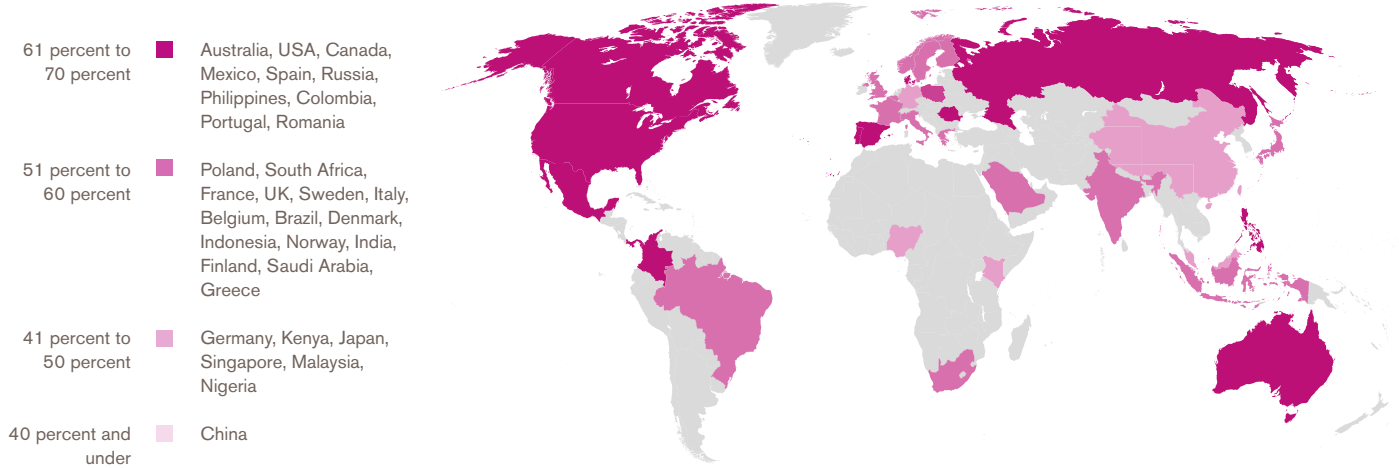 61 percent to
70 percent
Australia, USA, Canada,
Mexico, Spain, Russia,
Philippines, Colombia,
Portugal, Romania
51 percent to
60 percent
Poland, South Africa,
France, UK, Sweden, Italy,
Belgium, Brazil, Denmark,
Indonesia, Norway, India,
Finland, Saudi Arabia,
Greece
41 percent to
50 percent
Germany, Kenya, Japan,
Singapore, Malaysia,
Nigeria
40 percent and
under
China